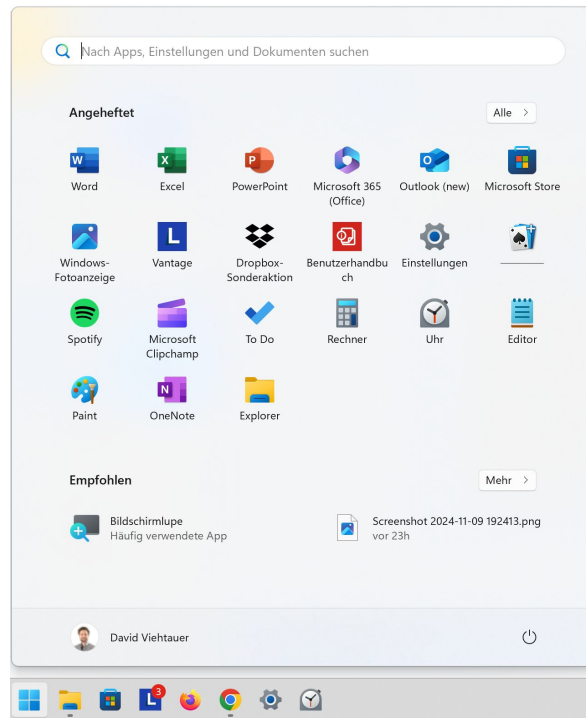 Nach Apps, Einstellungen und Dokumenten suchen
Angeheftet
Alle
W
X
P
O
Word
Excel
PowerPoint
Microsoft 365
(Office)
Outlook (new)
Microsoft Store
L
Windows-
Fotoanzeige
Vantage
Dropbox-
Sonderaktion
Benutzerhandbu
ch
Einstellungen
Spotify
Microsoft
Clipchamp
To Do
Rechner
Uhr
Editor
N
Paint
OneNote
Explorer
Empfohlen
Mehr
Bildschirmlupe
Häufig verwendete App
Screenshot 2024-11-09 192413.png
vor 23h
David Viehtauer
L
3